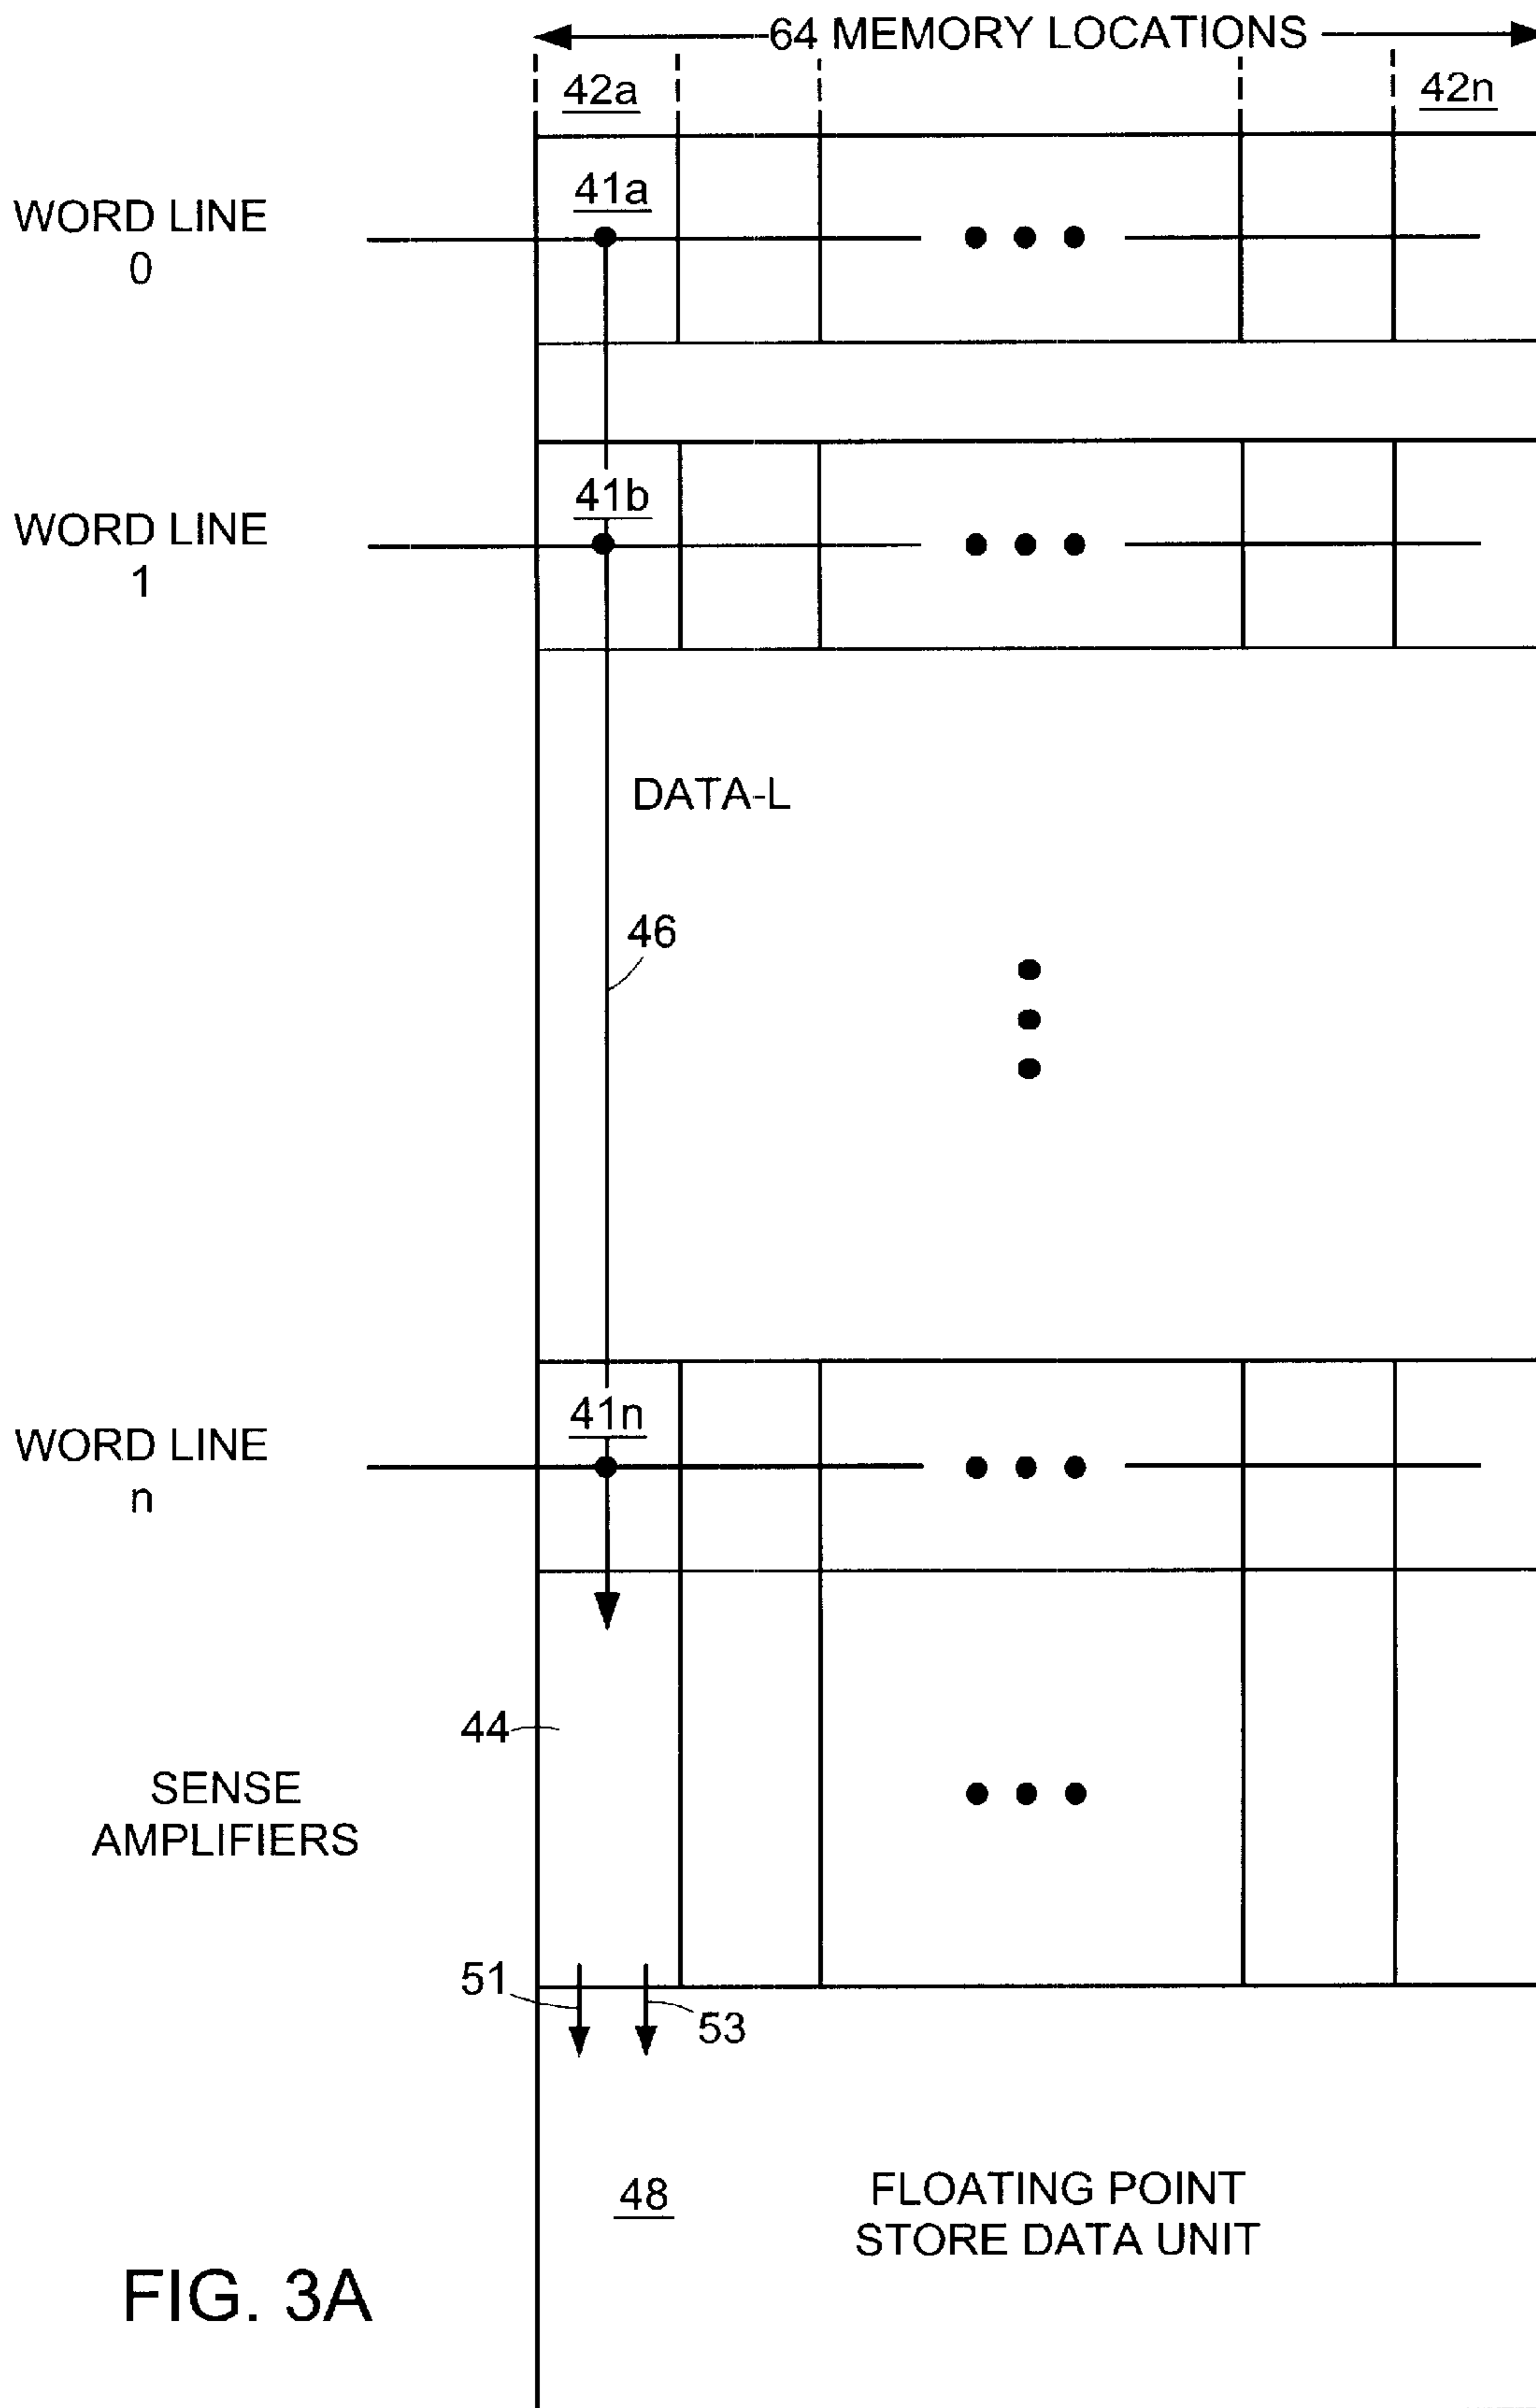 64 MEMORY LOCATIONS
42a
42n
41a
WORD LINE
0
41b
WORD LINE
1
DATA-L
46
41n
WORD LINE
n
44
SENSE
AMPLIFIERS
51
53
48
FLOATING POINT
STORE DATA UNIT
FIG. 3A